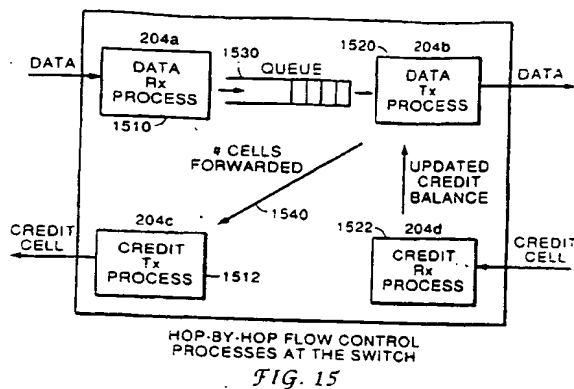 204a
1530
1520
204b
DATA
DATA
Rx
PROCESS
QUEUE
DATA
Tx
PROCESS
DATA
1510
# CELLS
FORWARDED
UPDATED
CREDIT
BALANCE
1540
CREDIT
CELL
204c
CREDIT
Tx
PROCESS
1512
1522
204d
CREDIT
Rx
PROCESS
CREDIT
CELL
HOP-BY-HOP FLOW CONTROL
PROCESSES AT THE SWITCH
FIG. 15